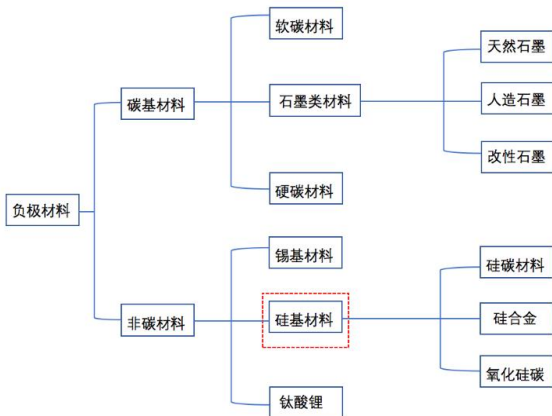 软碳材料
天然石墨
碳基材料
石墨类材料
人造石墨
改性石墨
硬碳材料
负极材料
锡基材料
硅碳材料
非碳材料
硅基材料
硅合金
氧化硅碳
钛酸锂